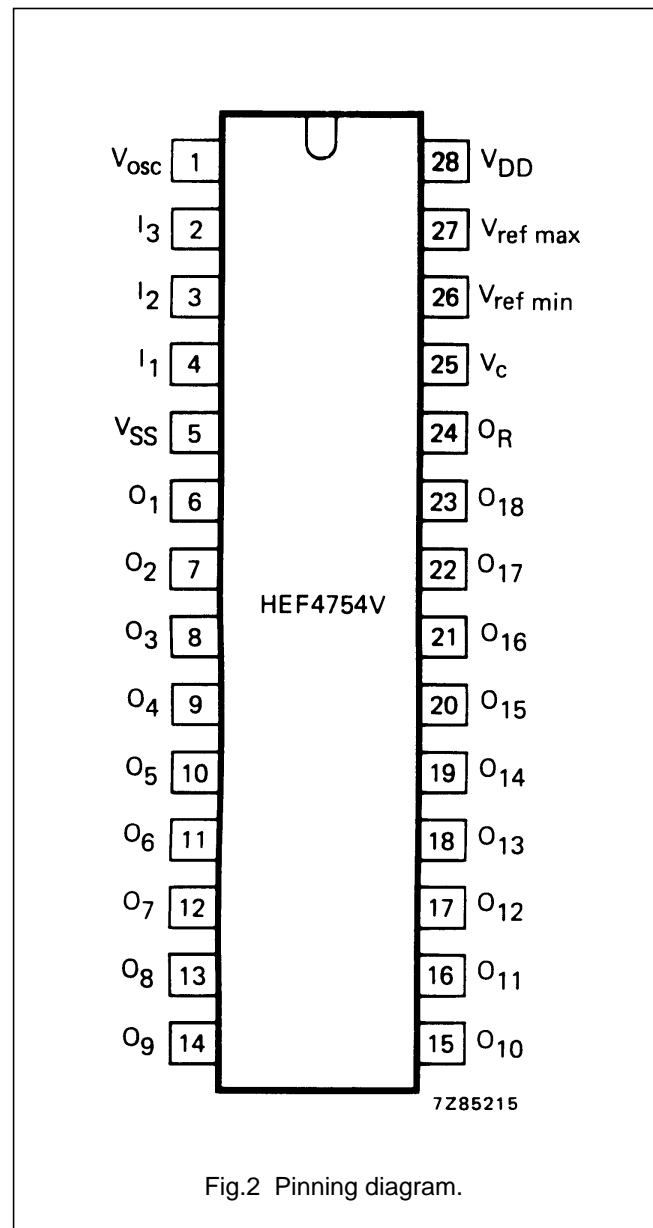 V_osc 1 28 V_DD
I_3 2 27 V_ref max
I_2 3 26 V_ref min
I_1 4 25 V_c
V_SS 5 24 O_R
O_1 6 23 O_18
O_2 7 22 O_17
HEF4754V
O_3 8 21 O_16
O_4 9 20 O_15
O_5 10 19 O_14
O_6 11 18 O_13
O_7 12 17 O_12
O_8 13 16 O_11
O_9 14 15 O_10
7Z85215
Fig.2 Pinning diagram.